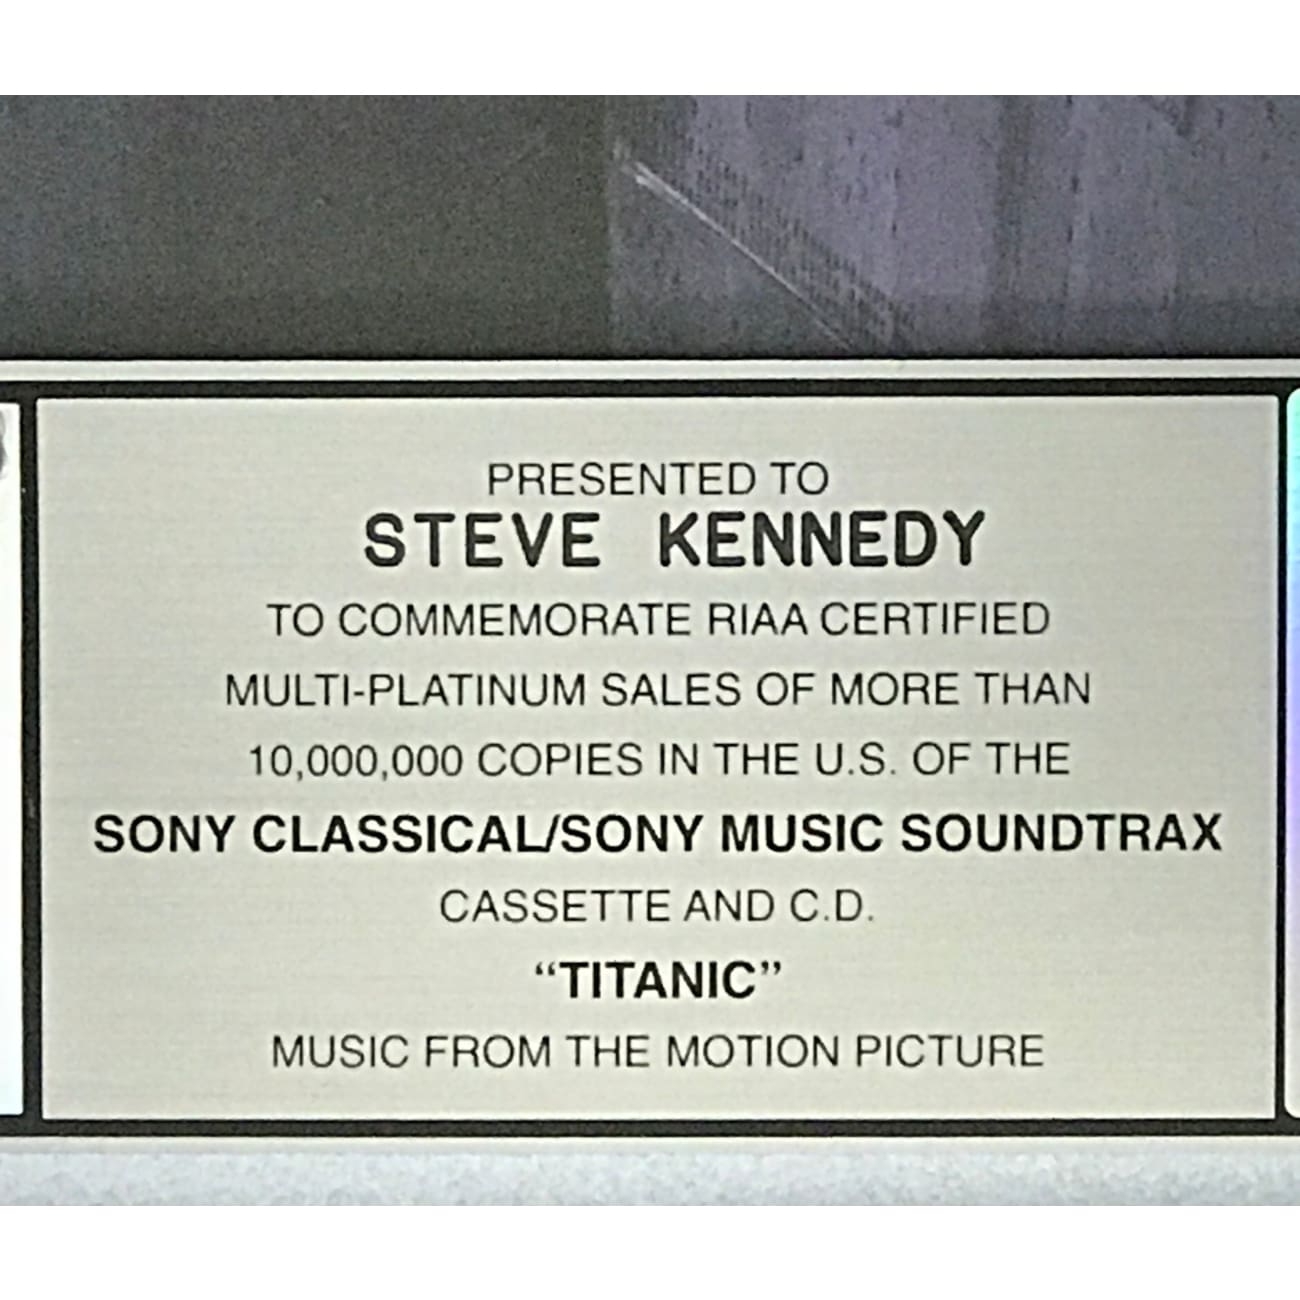 PRESENTED TO
STEVE KENNEDY
TO COMMEMORATE RIAA CERTIFIED
MULTI-PLATINUM SALES OF MORE THAN
10,000,000 COPIES IN THE U.S. OF THE
SONY CLASSICAL/SONY MUSIC SOUNDTRAX
CASSETTE AND C.D.
“TITANIC”
MUSIC FROM THE MOTION PICTURE